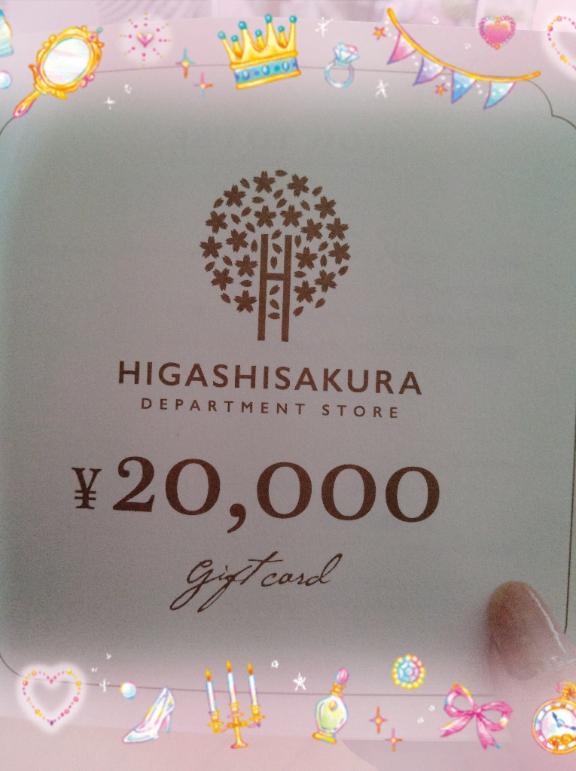 HIGASHISAKURA
DEPARTMENT STORE
¥20,000
Gift card